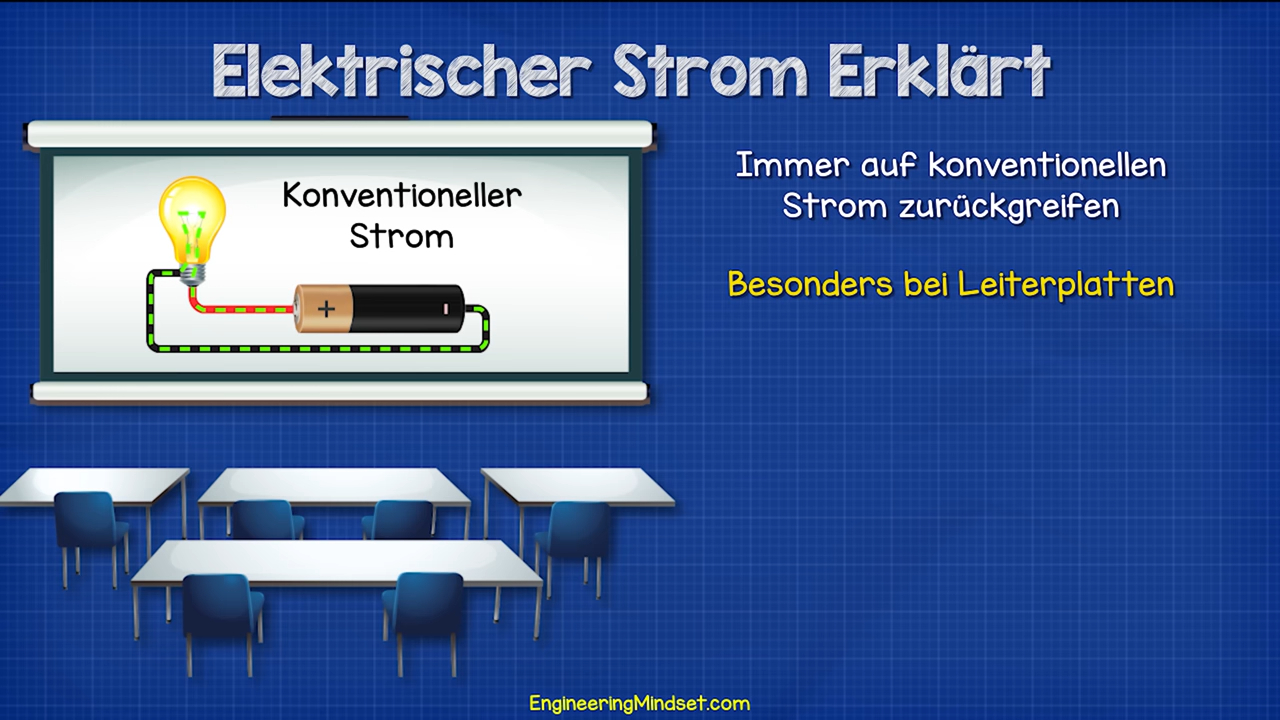 Elektrischer Strom Erklärt
Konventioneller
Strom
+
-
Immer auf konventionellen
Strom zurückgreifen
Besonders bei Leiterplatten
EngineeringMindset.com